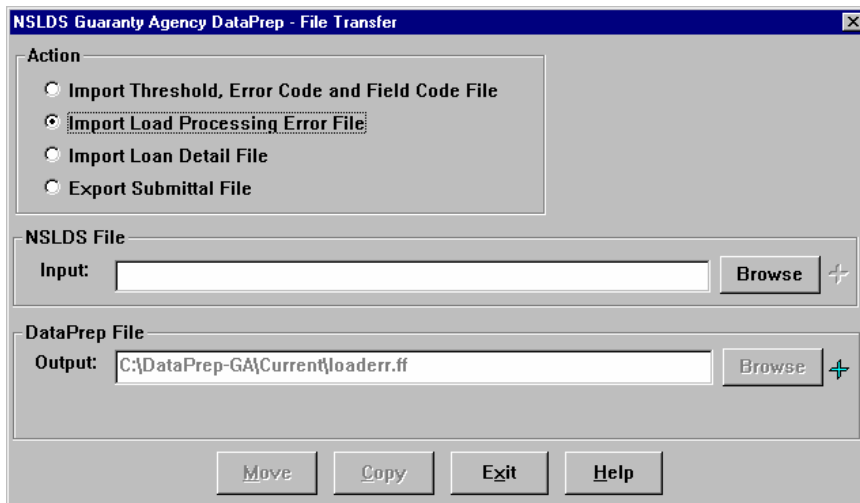 NSLDS Guaranty Agency DataPrep - File Transfer
Action
Import Threshold, Error Code and Field Code File
Import Load Processing Error File
Import Loan Detail File
Export Submittal File
NSLDS File
Input:
Browse
DataPrep File
Output:
C:\DataPrep-GA\Current\loaderr.ff
Browse
Move
Copy
Exit
Help